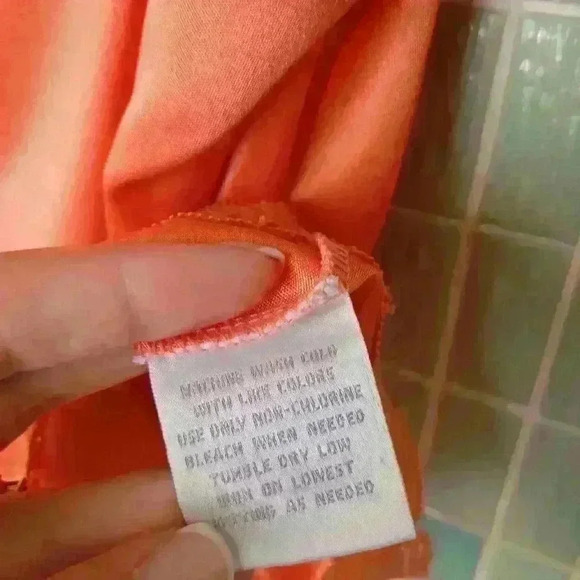 MACHINE WASH COLD
WITH LIKE COLORS
USE ONLY NON-CHLORINE
BLEACH WHEN NEEDED
TUMBLE DRY LOW
IRON ON LOWEST
SETTING AS NEEDED